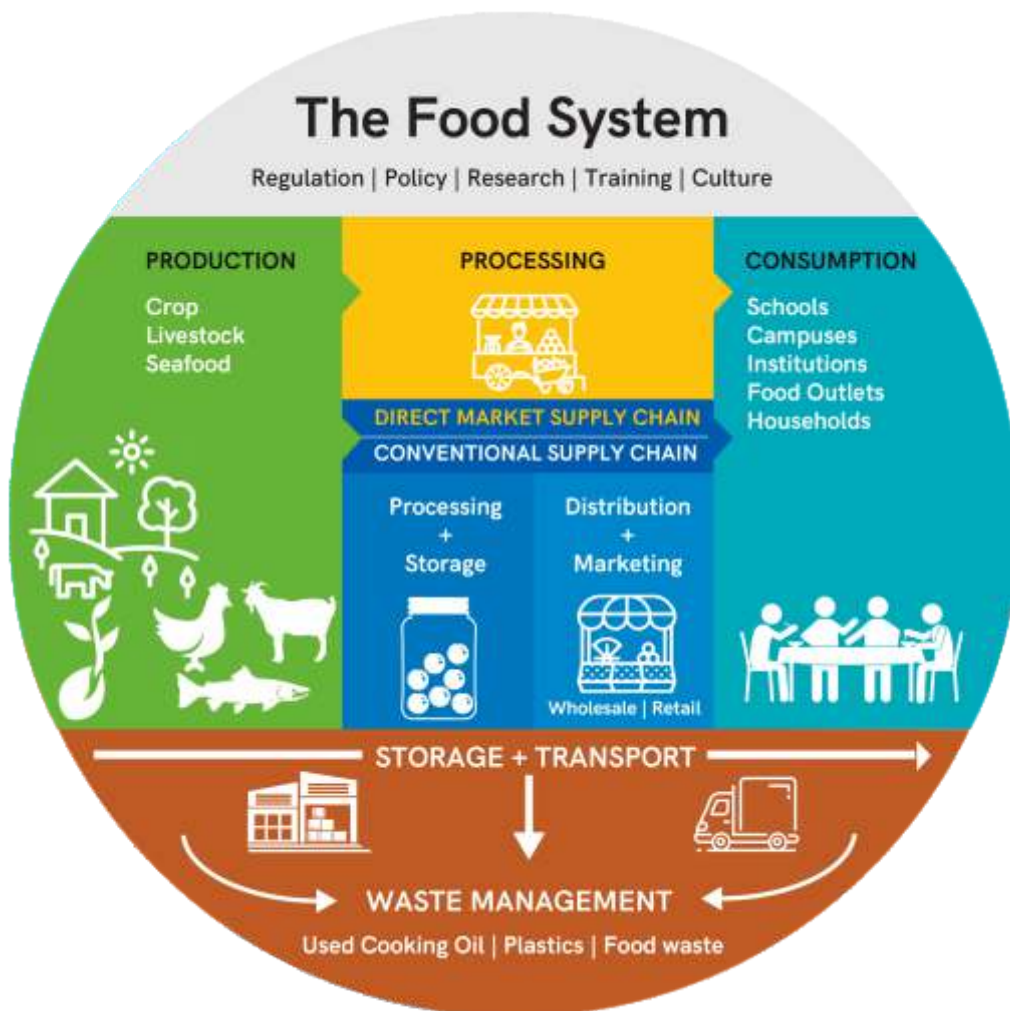 The Food System
Regulation | Policy | Research | Training | Culture
PRODUCTION
Crop
Livestock
Seafood
PROCESSING
DIRECT MARKET SUPPLY CHAIN
CONVENTIONAL SUPPLY CHAIN
Processing
+
Storage
Distribution
+
Marketing
Wholesale | Retail
CONSUMPTION
Schools
Campuses
Institutions
Food Outlets
Households
STORAGE + TRANSPORT
WASTE MANAGEMENT
Used Cooking Oil | Plastics | Food waste